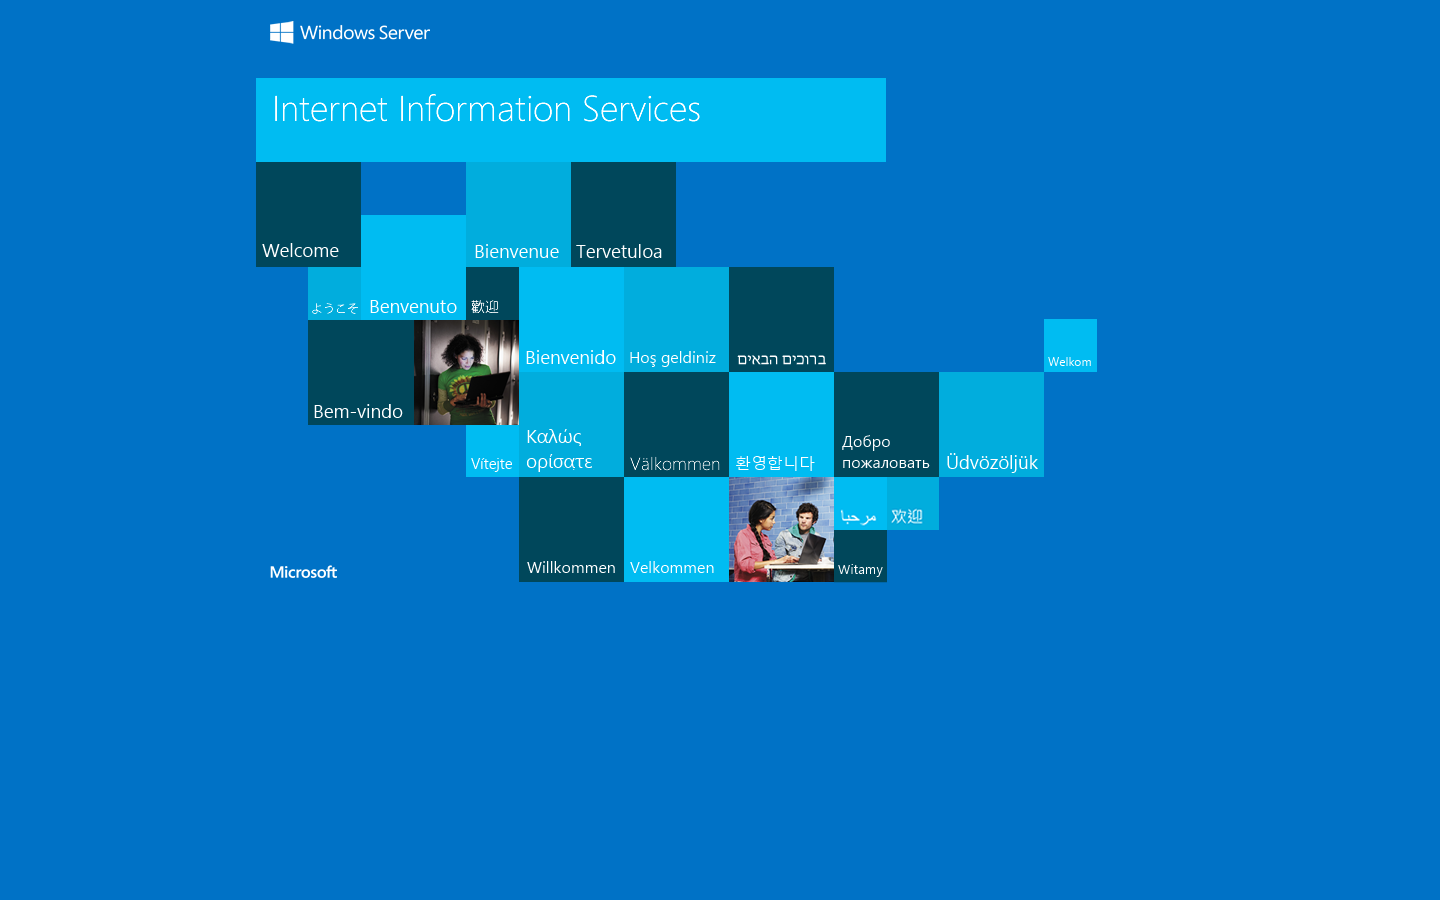 Windows Server
Internet Information Services
Welcome
Bienvenue
Tervetuloa
ようこそ
Benvenuto
歡迎
Bienvenido
Hoş geldiniz
ברוכים הבאים
Welkom
Bem-vindo
Vítejte
Καλώς
ορίσατε
Välkommen
환영합니다
Добро
пожаловать
Üdvözöljük
مرحبا
欢迎
Willkommen
Velkommen
Witamy
Microsoft